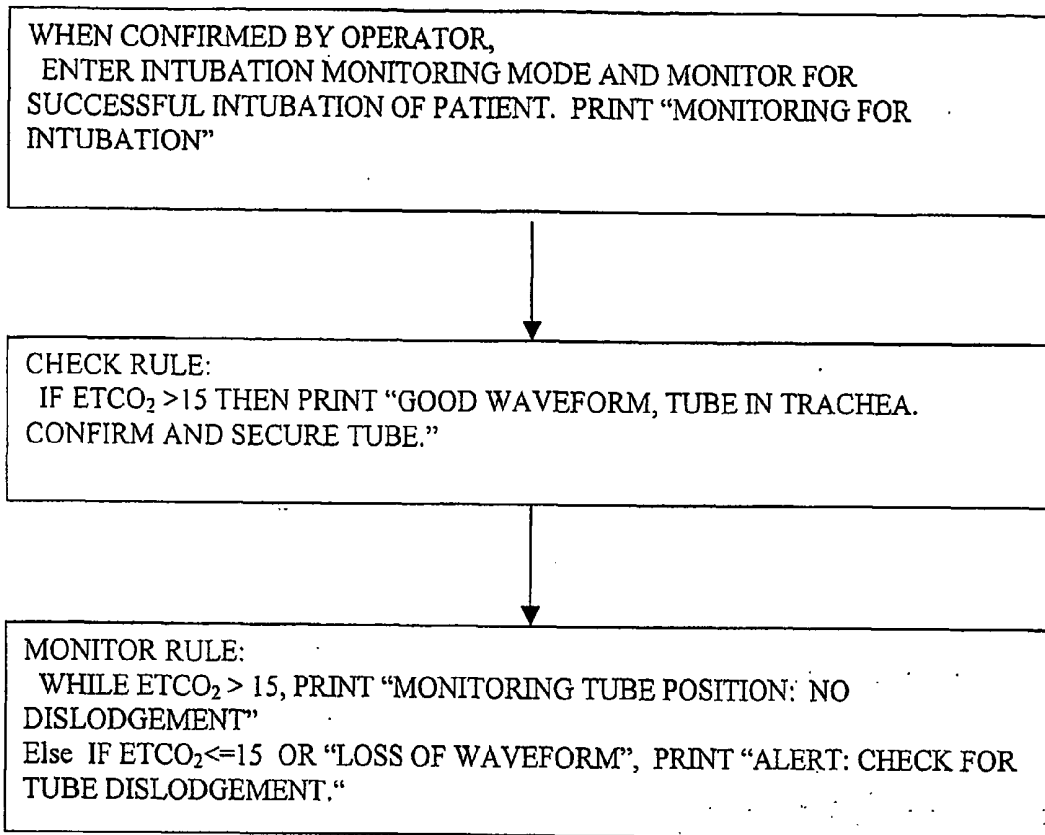 WHEN CONFIRMED BY OPERATOR,
ENTER INTUBATION MONITORING MODE AND MONITOR FOR
SUCCESSFUL INTUBATION OF PATIENT. PRINT “MONITORING FOR
INTUBATION”
CHECK RULE:
IF ETCO₂ >15 THEN PRINT “GOOD WAVEFORM, TUBE IN TRACHEA.
CONFIRM AND SECURE TUBE.”
MONITOR RULE:
WHILE ETCO₂ > 15, PRINT “MONITORING TUBE POSITION: NO
DISLODGEMENT”
Else IF ETCO₂<=15 OR “LOSS OF WAVEFORM”, PRINT “ALERT: CHECK FOR
TUBE DISLODGEMENT.“